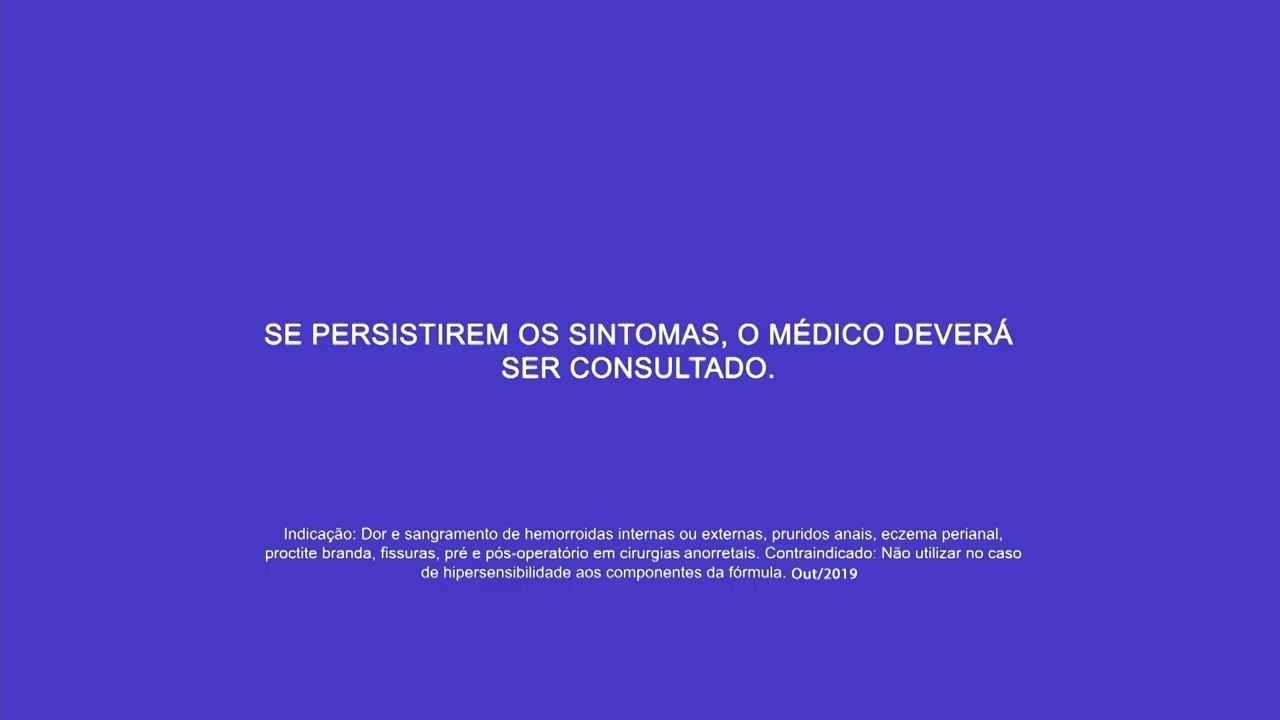 SE PERSISTIREM OS SINTOMAS, O MÉDICO DEVERÁ
SER CONSULTADO.
Indicação: Dor e sangramento de hemorroidas internas ou externas, pruridos anais, eczema perianal,
proctite branda, fissuras, pré e pós-operatório em cirurgias anorretais. Contraindicado: Não utilizar no caso
de hipersensibilidade aos componentes da fórmula. Out/2019